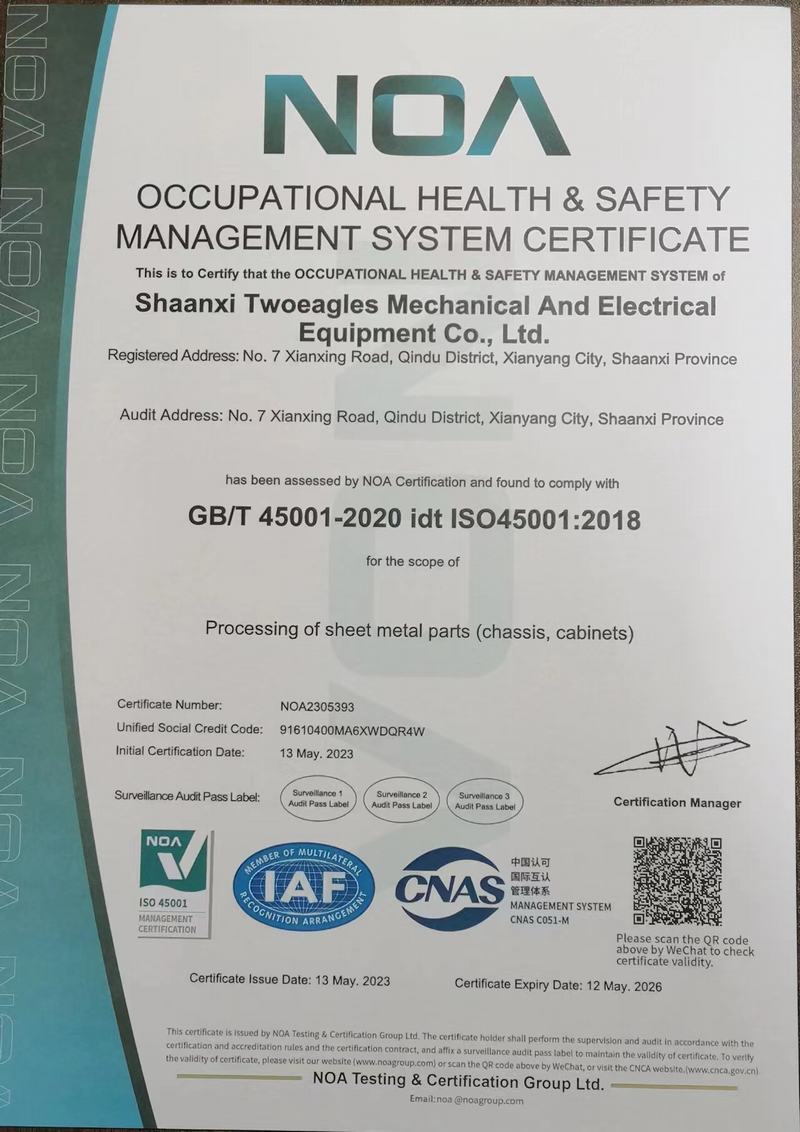 NOA
OCCUPATIONAL HEALTH & SAFETY
MANAGEMENT SYSTEM CERTIFICATE
This is to Certify that the OCCUPATIONAL HEALTH & SAFETY MANAGEMENT SYSTEM of
Shaanxi Twoeagles Mechanical And Electrical
Equipment Co., Ltd.
Registered Address: No. 7 Xianxing Road, Qindu District, Xianyang City, Shaanxi Province
Audit Address: No. 7 Xianxing Road, Qindu District, Xianyang City, Shaanxi Province
has been assessed by NOA Certification and found to comply with
GB/T 45001-2020 idt ISO45001:2018
for the scope of
Processing of sheet metal parts (chassis, cabinets)
Certificate Number: NOA2305393
Unified Social Credit Code: 91610400MA6XWDQR4W
Initial Certification Date: 13 May. 2023
Surveillance Audit Pass Label:
Surveillance 1
Audit Pass Label
Surveillance 2
Audit Pass Label
Surveillance 3
Audit Pass Label
Certification Manager
NOA
ISO 45001
MANAGEMENT
CERTIFICATION
MEMBER OF MULTILATERAL
IAF
RECOGNITION ARRANGEMENT
CNAS
中国认可
国际互认
管理体系
MANAGEMENT SYSTEM
CNAS C051-M
Please scan the QR code
above by WeChat to check
certificate validity.
Certificate Issue Date: 13 May. 2023
Certificate Expiry Date: 12 May. 2026
This certificate is issued by NOA Testing & Certification Group Ltd. The certificate holder shall perform the supervision and audit in accordance with the
certification and accreditation rules and the certification contract, and affix a surveillance audit pass label to maintain the validity of certificate. To verify
the validity of certificate, please visit our website (www.noagroup.com) or scan the QR code above by WeChat, or visit the CNCA website.(www.cnca.gov.cn)
NOA Testing & Certification Group Ltd.
Email:noa @noagroup.com